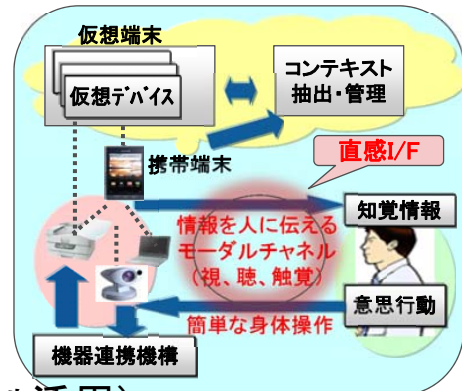 仮想端末
仮想ﾃﾞﾊﾞｲｽ
コンテキスト
抽出・管理
携帯端末
直感I/F
情報を人に伝える
モーダルチャネル
(視、聴、触覚)
知覚情報
意思行動
簡単な身体操作
機器連携機構
活用)